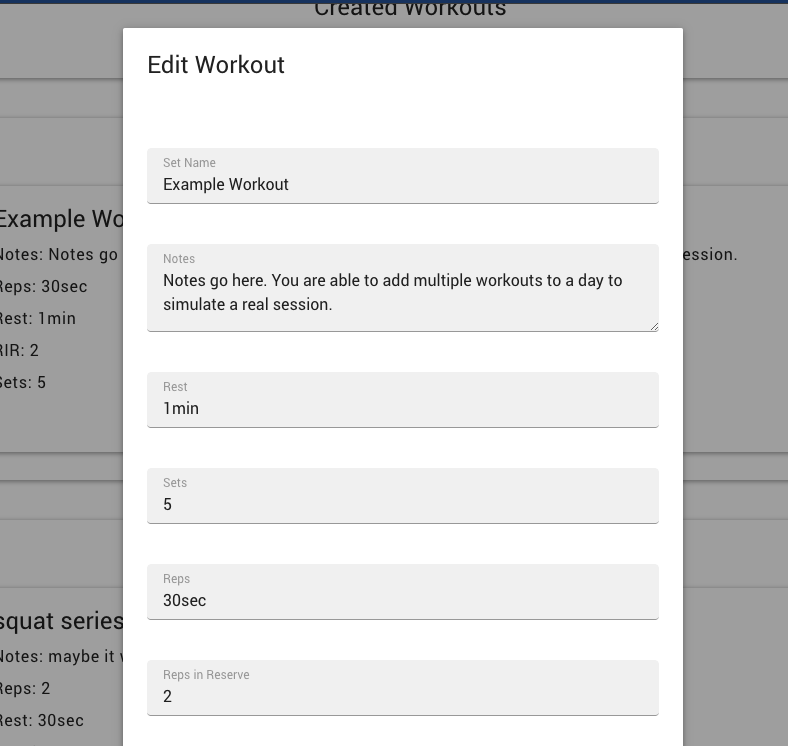 Created Workouts
Edit Workout
Set Name
Example Workout
Notes
Notes go here. You are able to add multiple workouts to a day to
simulate a real session.
Rest
1min
Sets
5
Reps
30sec
Reps in Reserve
2
Example Wo
Notes: Notes go
ession.
Reps: 30sec
Rest: 1min
RIR: 2
Sets: 5
squat series
Notes: maybe it
Reps: 2
Rest: 30sec